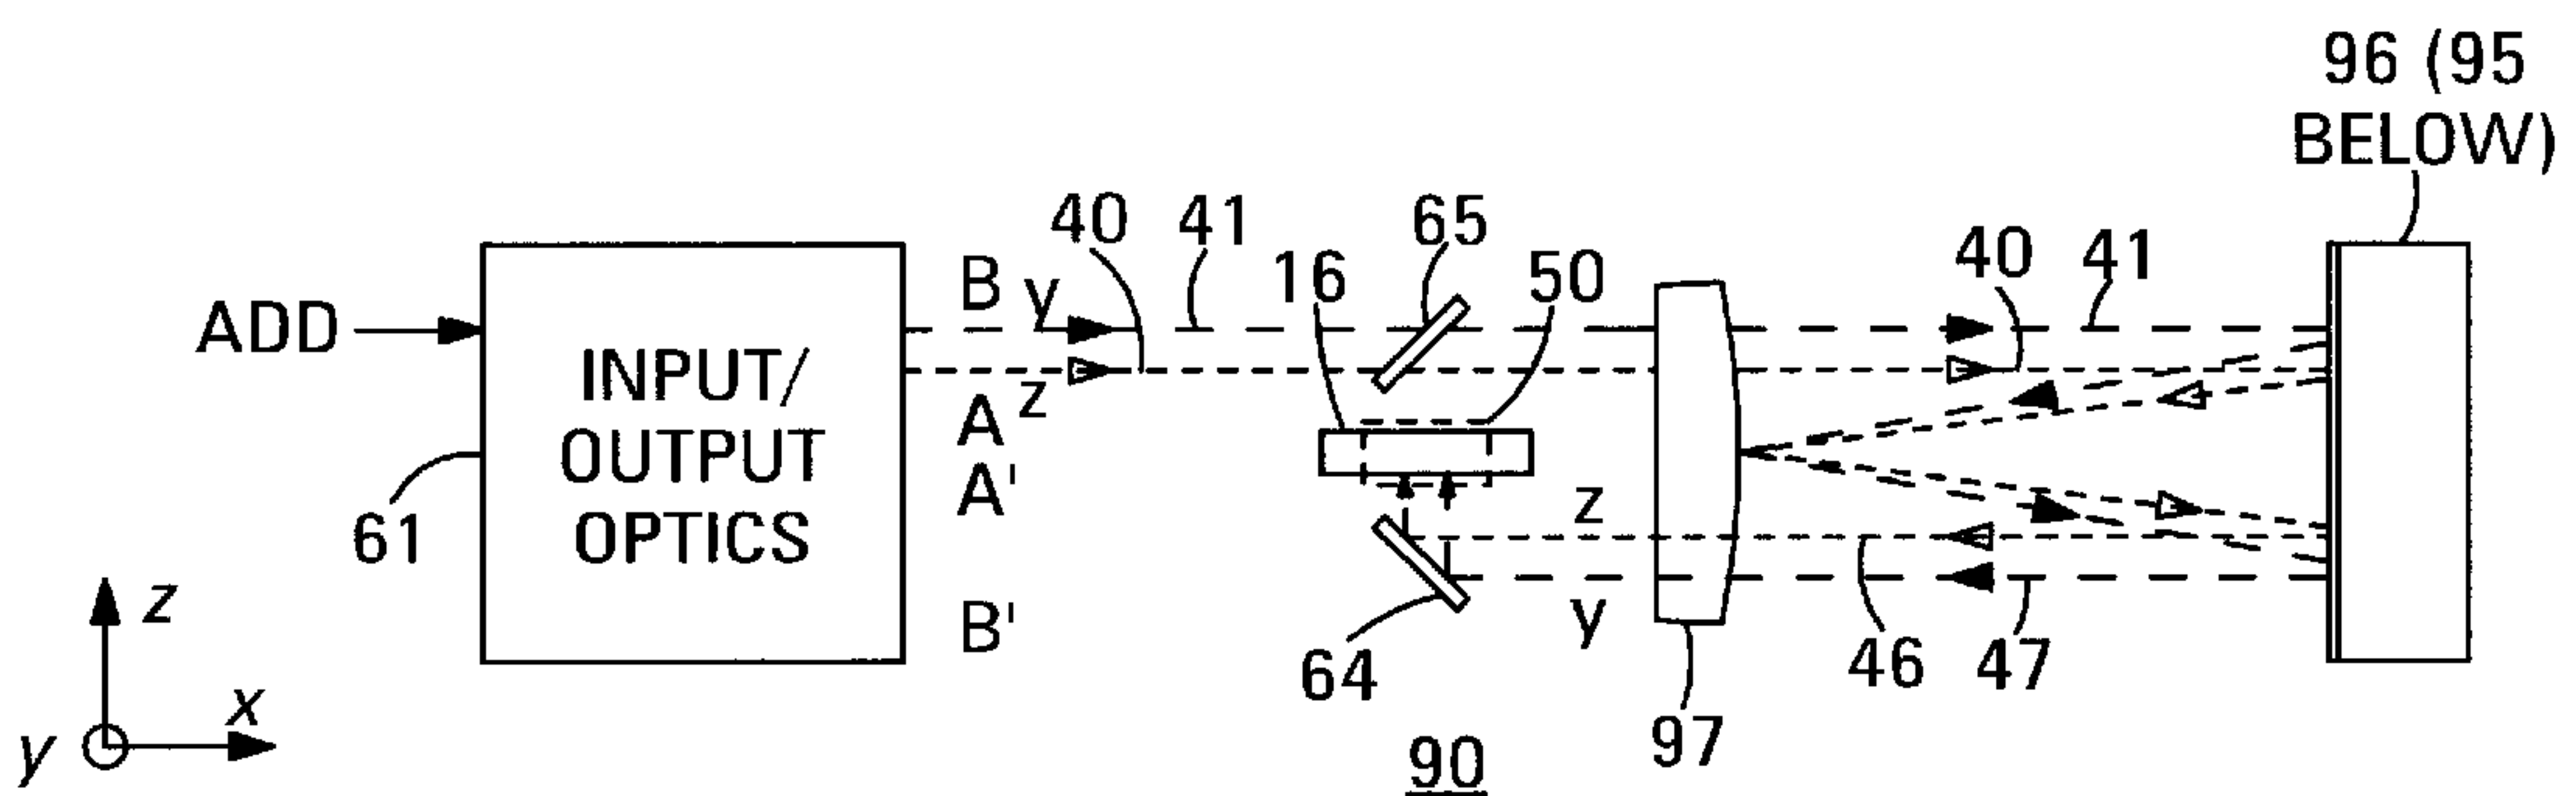 96 (95
BELOW)
40 41 65
16 50
40 41
B y
ADD
INPUT/
OUTPUT
OPTICS
A z
A'
z
61
B'
y
46 47
64
97
z
x
y
90